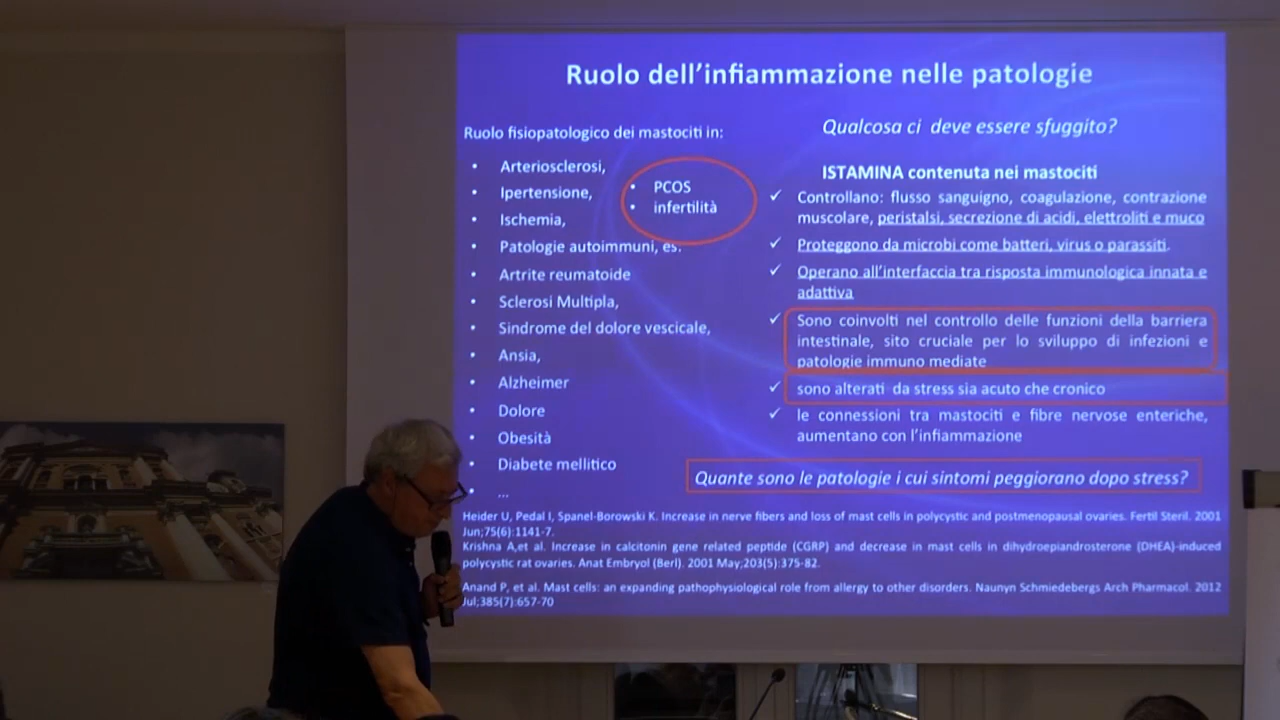 Ruolo dell'infiammazione nelle patologie
Ruolo fisiopatologico dei mastociti in:
• Arteriosclerosi,
• Ipertensione,
• Ischemia,
• Patologie autoimmuni, es.
• Artrite reumatoide
• Sclerosi Multipla,
• Sindrome del dolore vescicale,
• Ansia,
• Alzheimer
• Dolore
• Obesità
• Diabete mellitico
• ...
• PCOS
• infertilità
Qualcosa ci deve essere sfuggito?
ISTAMINA contenuta nei mastociti
✓ Controllano: flusso sanguigno, coagulazione, contrazione
muscolare, peristalsi, secrezione di acidi, elettroliti e muco
✓ Proteggono da microbi come batteri, virus o parassiti.
✓ Operano all'interfaccia tra risposta immunologica innata e
adattiva
✓ Sono coinvolti nel controllo delle funzioni della barriera
intestinale, sito cruciale per lo sviluppo di infezioni e
patologie immuno mediate
✓ sono alterati da stress sia acuto che cronico
✓ le connessioni tra mastociti e fibre nervose enteriche,
aumentano con l'infiammazione
Quante sono le patologie i cui sintomi peggiorano dopo stress?
Heider U, Pedal I, Spanel-Borowski K. Increase in nerve fibers and loss of mast cells in polycystic and postmenopausal ovaries. Fertil Steril. 2001
Jun;75(6):1141-7.
Krishna A,et al. Increase in calcitonin gene related peptide (CGRP) and decrease in mast cells in dihydroepiandrosterone (DHEA)-induced
polycystic rat ovaries. Anat Embryol (Berl). 2001 May;203(5):375-82.
Anand P, et al. Mast cells: an expanding pathophysiological role from allergy to other disorders. Naunyn Schmiedebergs Arch Pharmacol. 2012
Jul;385(7):657-70